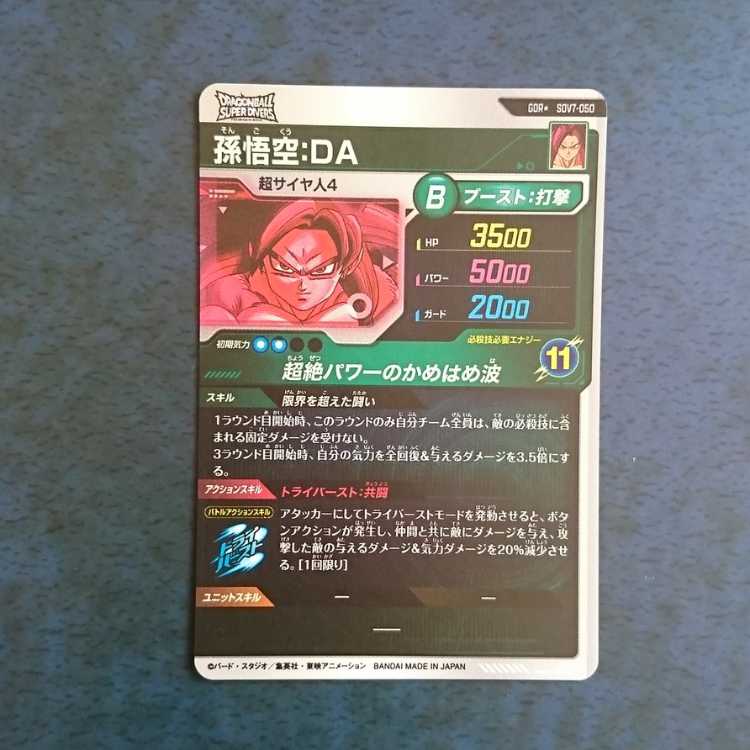 DRAGONBALL
SUPER DIVERS
GDR★ SDV7-050
そん ご くう
孫悟空:DA
超サイヤ人4
B ブースト:打撃
HP 3500
パワー 5000
ガード 2000
初期気力
必殺技必要エナジー
11
ちょう ぜつ は
超絶パワーのかめはめ波
スキル 限界を超えた闘い
1ラウンド目開始時、このラウンドのみ自分チーム全員は、敵の必殺技に含
まれる固定ダメージを受けない。
3ラウンド目開始時、自分の気力を全回復&与えるダメージを3.5倍にす
る。
アクションスキル トライバースト:共闘
バトルアクションスキル
トライ
バースト
アタッカーにしてトライバーストモードを発動させると、ボタ
ンアクションが発生し、仲間と共に敵にダメージを与え、攻
撃した敵の与えるダメージ&気力ダメージを20%減少させ
る。[1回限り]
ユニットスキル ー ー
ー
©バード・スタジオ／集英社・東映アニメーション BANDAI MADE IN JAPAN